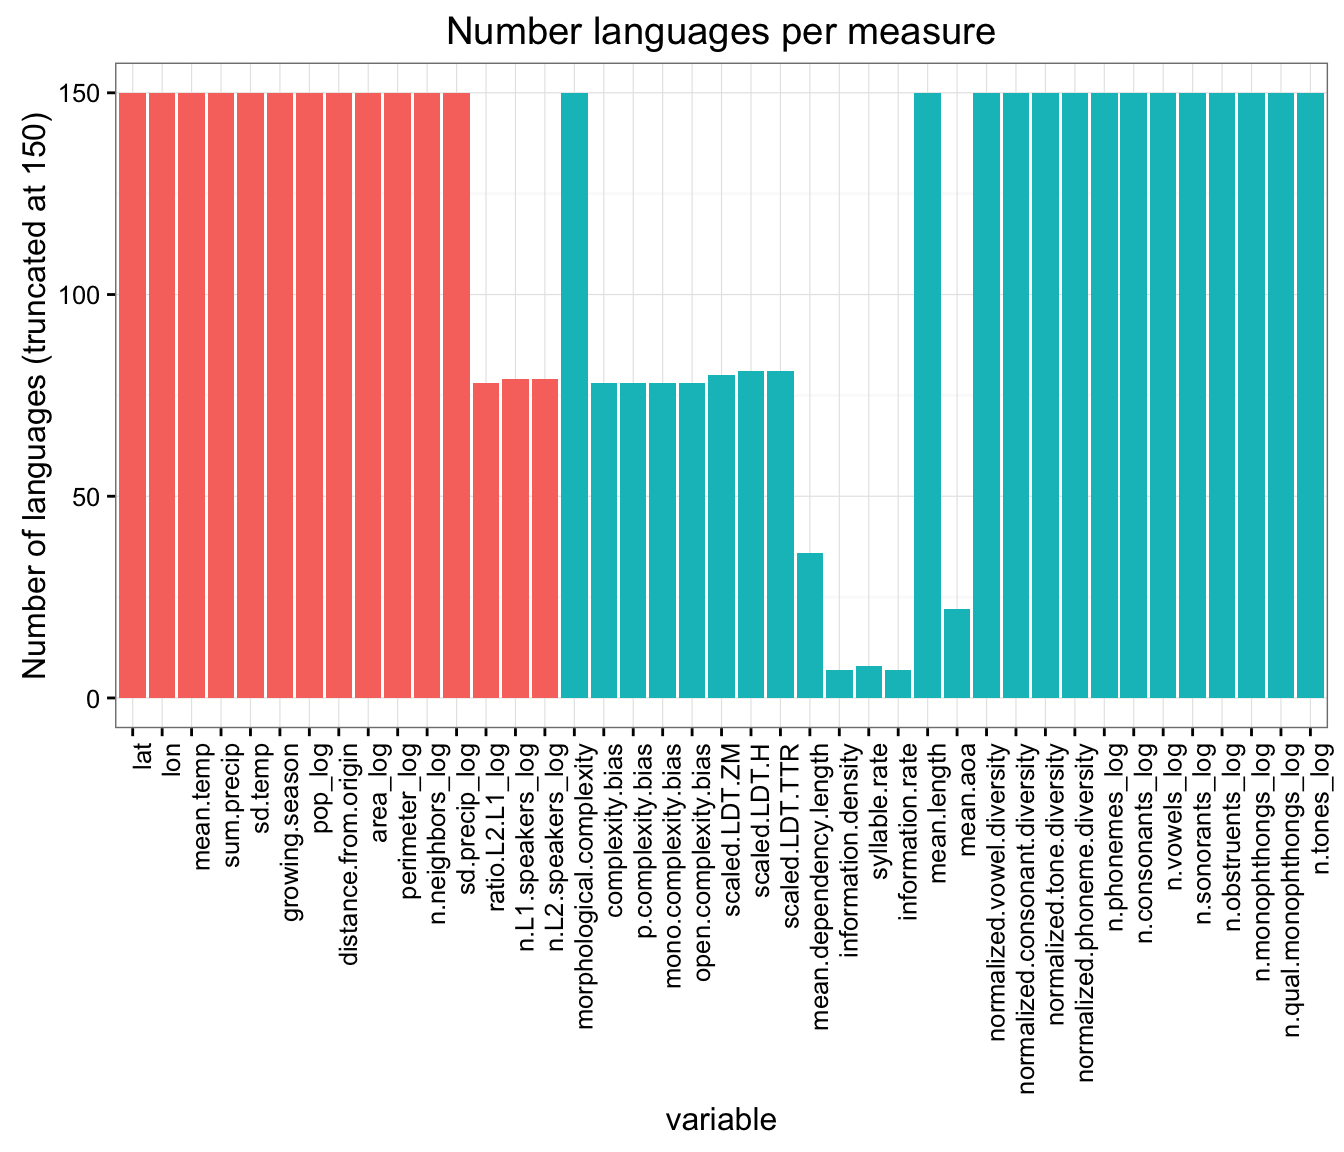 Number languages per measure
Number of languages (truncated at 150)
150
100
50
0
lat
lon
mean.temp
sum.precip
sd.temp
growing.season
pop_log
distance.from.origin
area_log
perimeter_log
n.neighbors_log
sd.precip_log
ratio.L2.L1_log
n.L1.speakers_log
n.L2.speakers_log
morphological.complexity
complexity.bias
p.complexity.bias
mono.complexity.bias
open.complexity.bias
scaled.LDT.ZM
scaled.LDT.H
scaled.LDT.TTR
mean.dependency.length
information.density
syllable.rate
information.rate
mean.length
mean.aoa
normalized.vowel.diversity
normalized.consonant.diversity
normalized.tone.diversity
normalized.phoneme.diversity
n.phonemes_log
n.consonants_log
n.vowels_log
n.sonorants_log
n.obstruents_log
n.monophthongs_log
n.qual.monophthongs_log
n.tones_log
variable